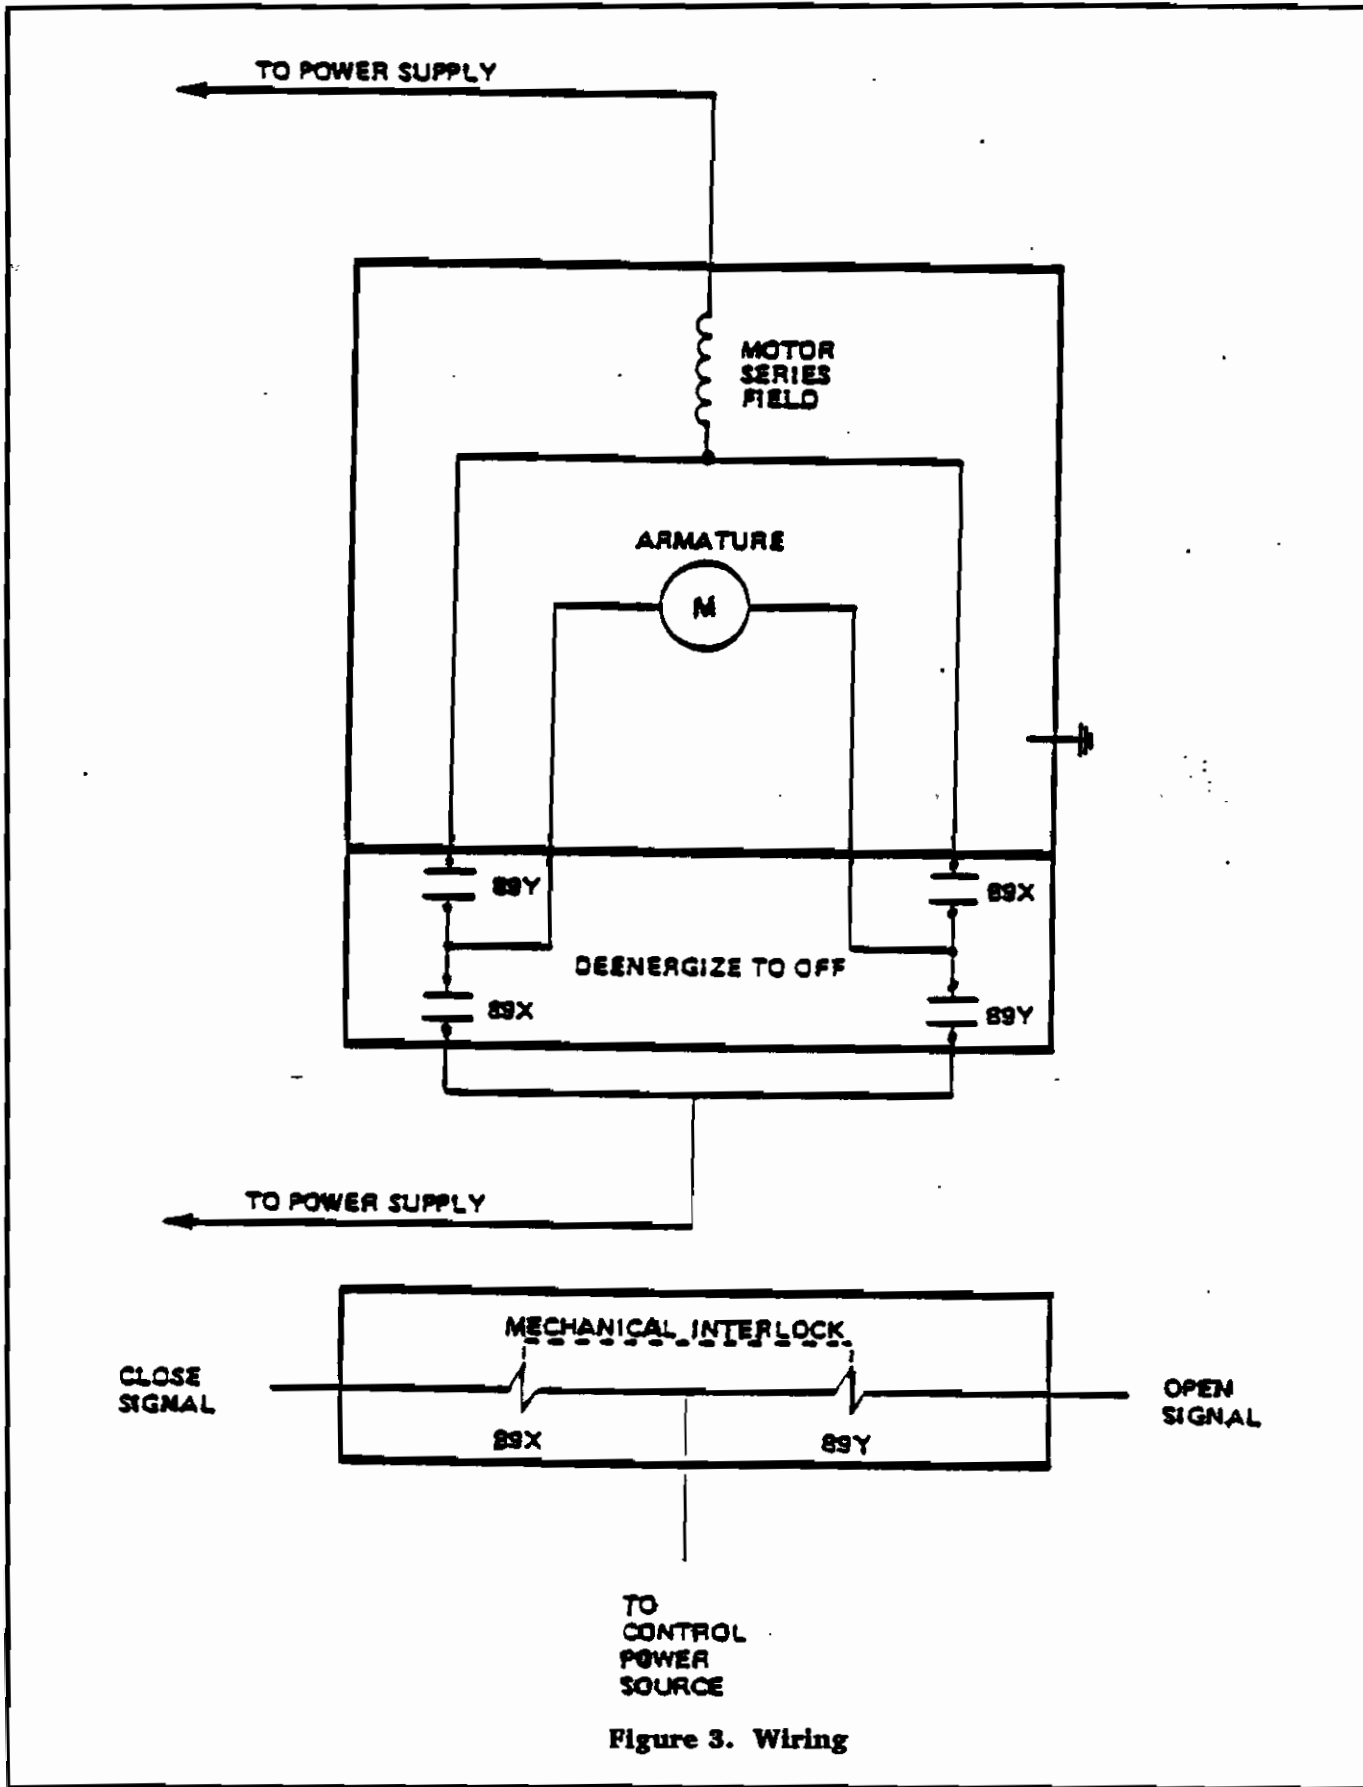 TO POWER SUPPLY
MOTOR
SERIES
FIELD
ARMATURE
M
89Y
89X
DEENERGIZE TO OFF
89X
89Y
TO POWER SUPPLY
MECHANICAL INTERLOCK
CLOSE
SIGNAL
OPEN
SIGNAL
89X
89Y
TO
CONTROL
POWER
SOURCE
Figure 3. Wiring